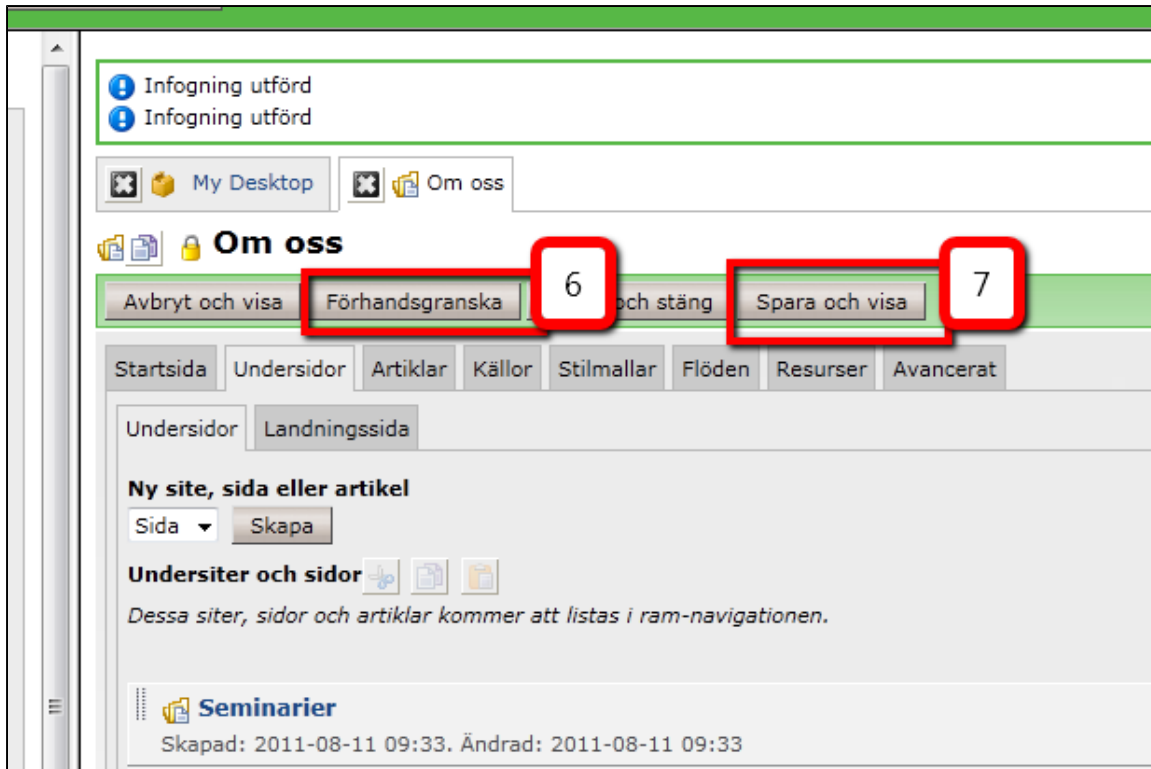 Infogning utförd
Infogning utförd
My Desktop Om oss
Om oss
Avbryt och visa Förhandsgranska 6 och stäng Spara och visa 7
Startsida Undersidor Artiklar Källor Stilmallar Flöden Resurser Avancerat
Undersidor Landningssida
Ny site, sida eller artikel
Sida Skapa
Undersiter och sidor
Dessa siter, sidor och artiklar kommer att listas i ram-navigationen.
Seminarier
Skapad: 2011-08-11 09:33. Ändrad: 2011-08-11 09:33